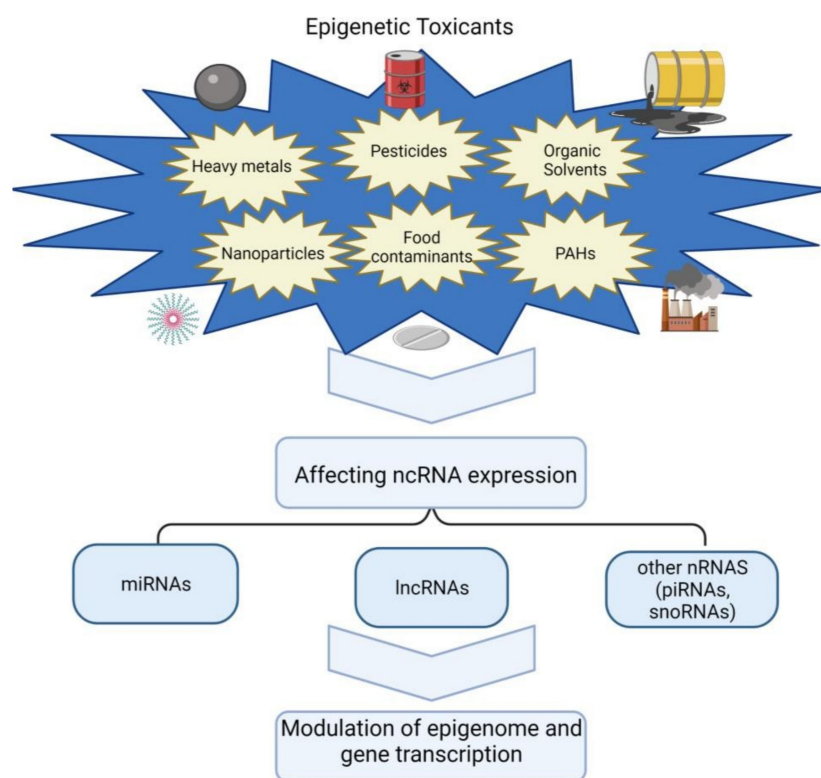 Epigenetic Toxicants
Heavy metals
Pesticides
Organic
Solvents
Nanoparticles
Food
contaminants
PAHs
Affecting ncRNA expression
miRNAs
lncRNAs
other nRNAS
(piRNAs,
snoRNAs)
Modulation of epigenome and
gene transcription